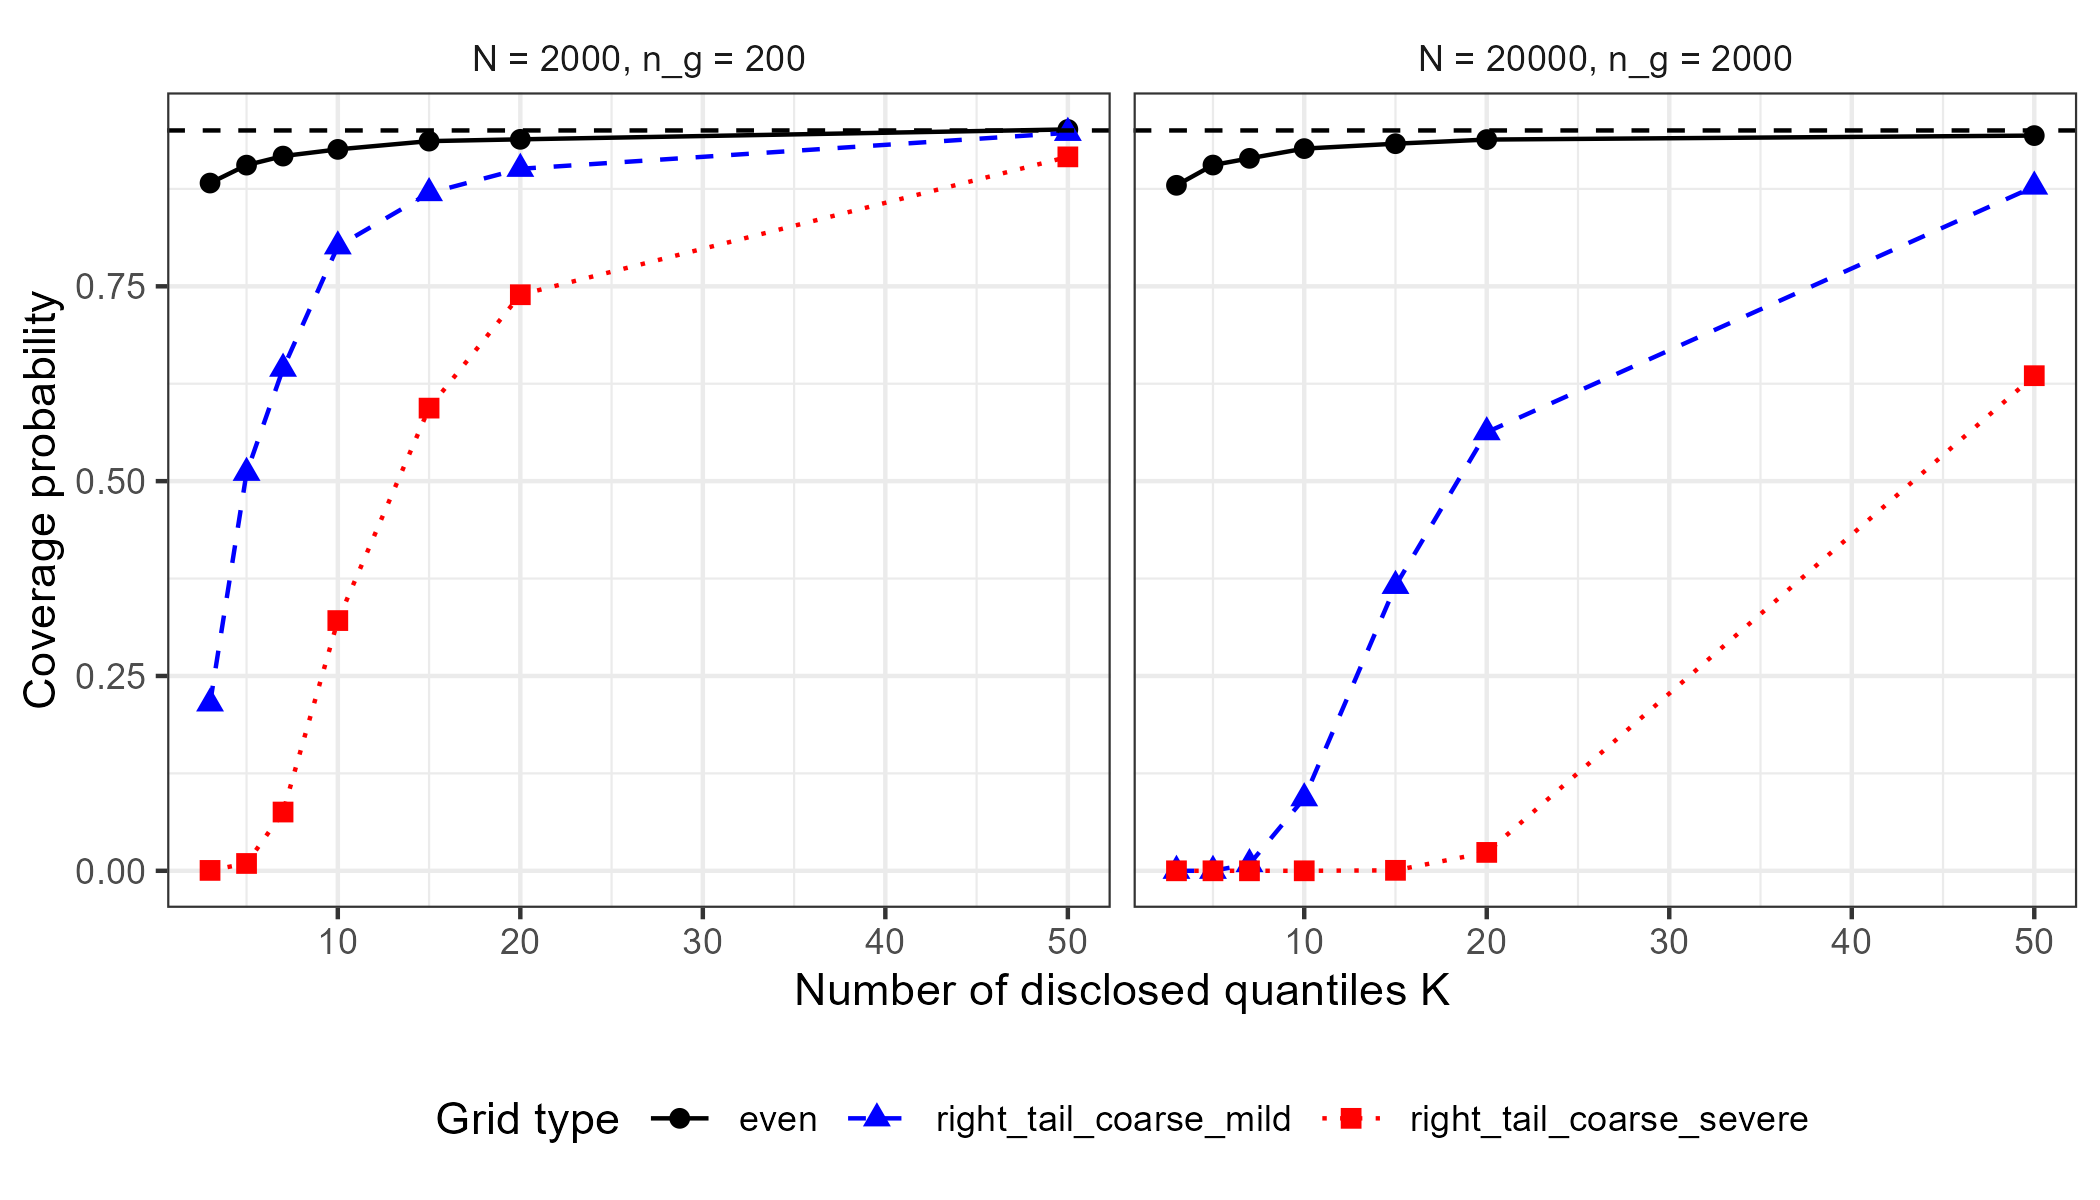 N = 2000, n_g = 200
N = 20000, n_g = 2000
Coverage probability
0.75
0.50
0.25
0.00
10 20 30 40 50
10 20 30 40 50
Number of disclosed quantiles K
Grid type even right_tail_coarse_mild right_tail_coarse_severe